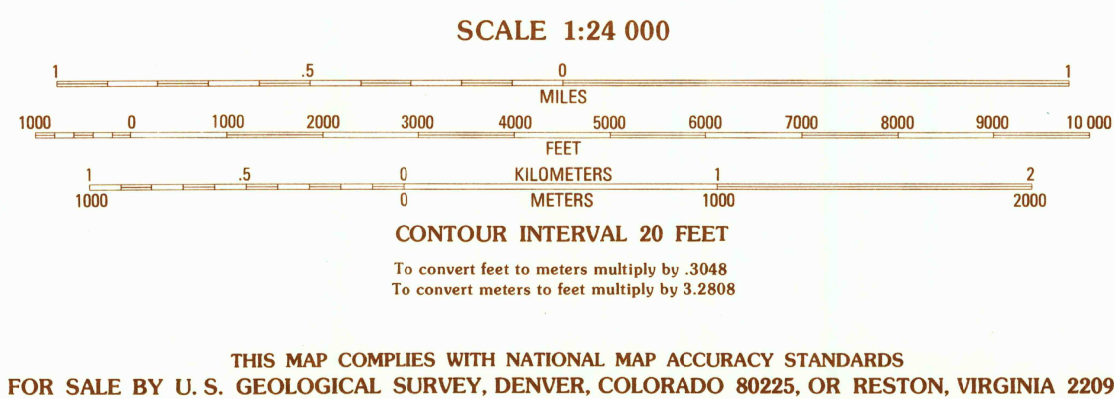 SCALE 1:24 000
1 .5 0 1
MILES
1000 0 1000 2000 3000 4000 5000 6000 7000 8000 9000 10 000
FEET
1 .5 0 KILOMETERS 1 2
1000 0 METERS 1000 2000
CONTOUR INTERVAL 20 FEET
To convert feet to meters multiply by .3048
To convert meters to feet multiply by 3.2808
THIS MAP COMPLIES WITH NATIONAL MAP ACCURACY STANDARDS
FOR SALE BY U. S. GEOLOGICAL SURVEY, DENVER, COLORADO 80225, OR RESTON, VIRGINIA 2209